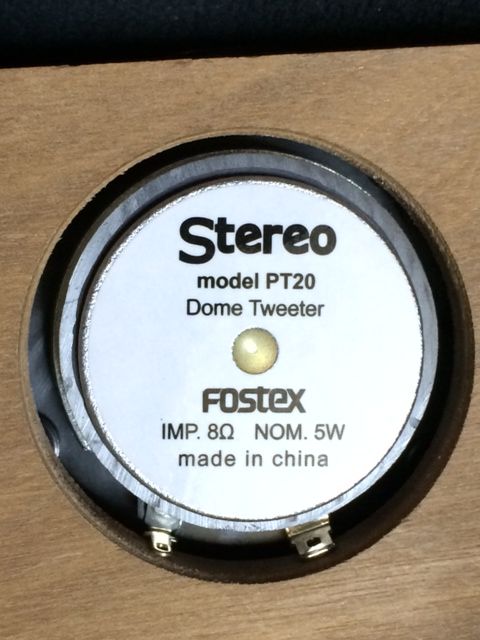 Stereo
model PT20
Dome Tweeter
FOSTEX
IMP. 8Ω NOM. 5W
made in china